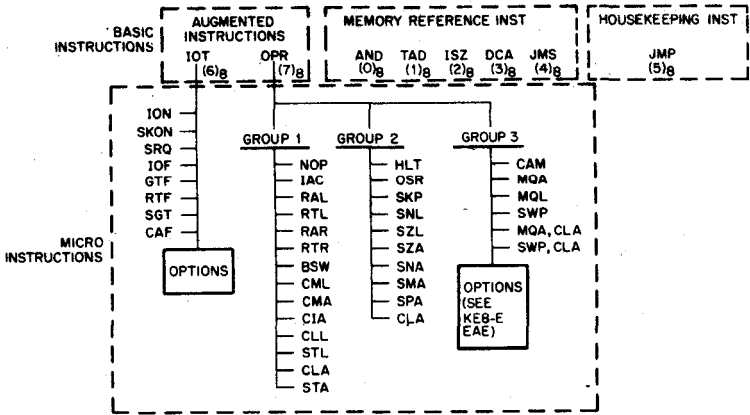 BASIC
INSTRUCTIONS
AUGMENTED
INSTRUCTIONS
IOT OPR
(6)8 (7)8
MEMORY REFERENCE INST
AND TAD ISZ DCA JMS
(0)8 (1)8 (2)8 (3)8 (4)8
HOUSEKEEPING INST
JMP
(5)8
MICRO
INSTRUCTIONS
ION
SKON
SRQ
IOF
GTF
RTF
SGT
CAF
OPTIONS
GROUP 1
NOP
IAC
RAL
RTL
RAR
RTR
BSW
CML
CMA
CIA
CLL
STL
CLA
STA
GROUP 2
HLT
OSR
SKP
SNL
SZL
SZA
SNA
SMA
SPA
CLA
GROUP 3
CAM
MQA
MQL
SWP
MQA, CLA
SWP, CLA
OPTIONS
(SEE
KE8-E
EAE)